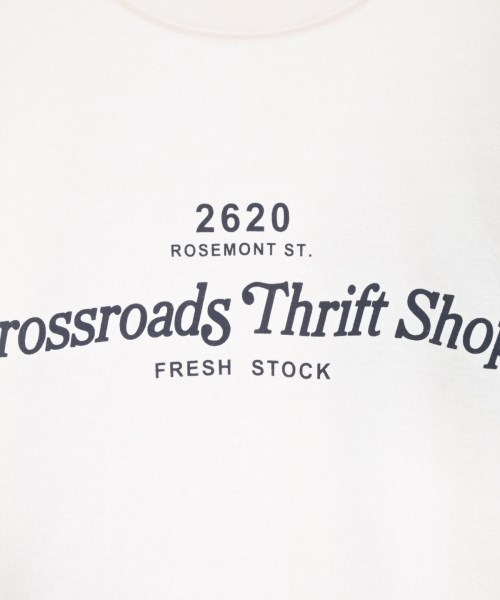 2620
ROSEMONT ST.
rossroads Thrift Shop
FRESH STOCK